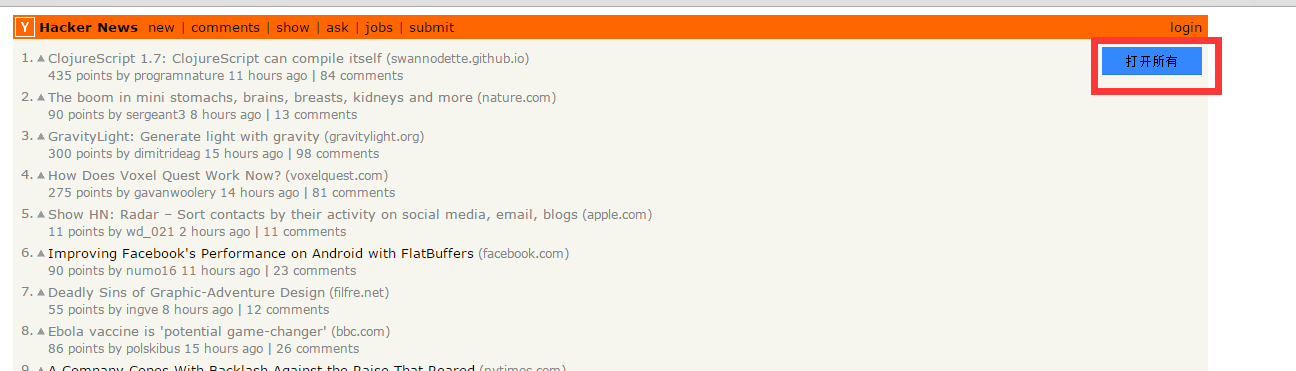 Y Hacker News new | comments | show | ask | jobs | submit login
打开所有
1. ClojureScript 1.7: ClojureScript can compile itself (swannodette.github.io)
435 points by programnature 11 hours ago | 84 comments
2. The boom in mini stomachs, brains, breasts, kidneys and more (nature.com)
90 points by sergeant3 8 hours ago | 13 comments
3. GravityLight: Generate light with gravity (gravitylight.org)
300 points by dimitrideag 15 hours ago | 98 comments
4. How Does Voxel Quest Work Now? (voxelquest.com)
275 points by gavanwoolery 14 hours ago | 81 comments
5. Show HN: Radar – Sort contacts by their activity on social media, email, blogs (apple.com)
11 points by wd_021 2 hours ago | 11 comments
6. Improving Facebook's Performance on Android with FlatBuffers (facebook.com)
90 points by numo16 11 hours ago | 23 comments
7. Deadly Sins of Graphic-Adventure Design (filfre.net)
55 points by ingve 8 hours ago | 12 comments
8. Ebola vaccine is 'potential game-changer' (bbc.com)
86 points by polskibus 15 hours ago | 26 comments
9. A Company Copes With Backlash Against the Raise That Roared (nytimes.com)